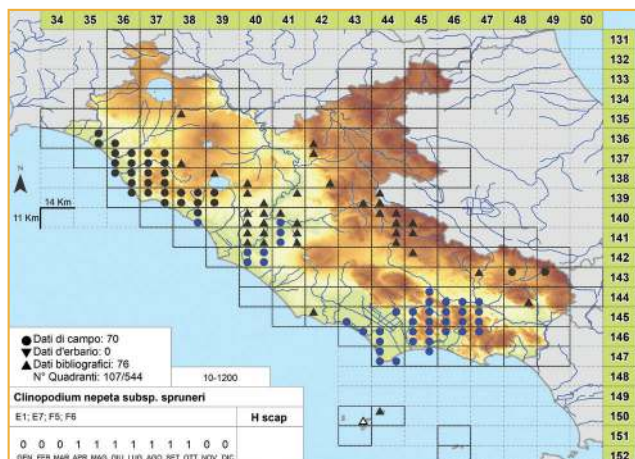 34 35 36 37 38 39 40 41 42 43 44 45 46 47 48 49 50
131
132
133
134
135
136
137
138
139
140
141
142
143
144
145
146
147
148
149
150
151
152
N
14 Km
11 Km
Dati di campo: 70
Dati d'erbario: 0
Dati bibliografici: 76
N° Quadranti: 107/544
10-1200
Clinopodium nepeta subsp. spruneri
E1; E7; F5; F6
H scap
0 0 0 1 1 1 1 1 1 1 0 0
GEN FEB MAR APR MAG GIU LUG AGO SET OTT NOV DIC